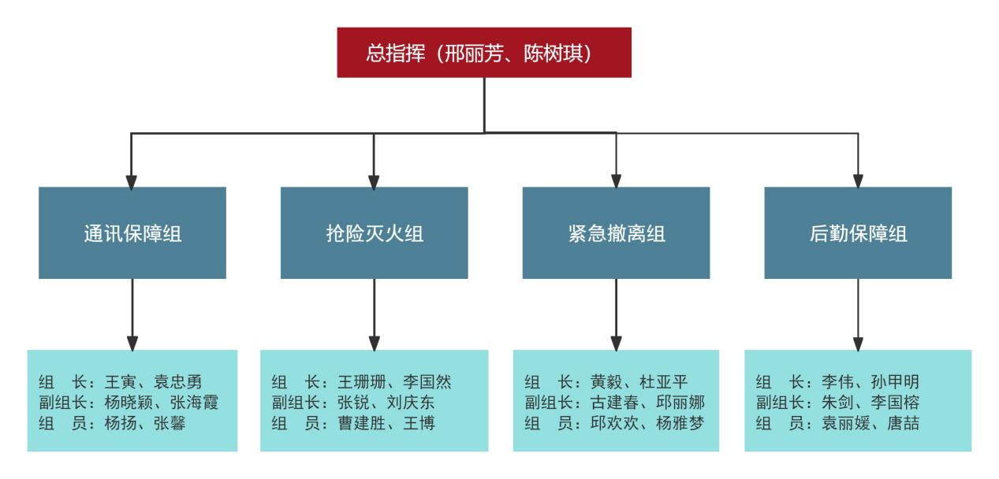 总指挥（邢丽芳、陈树琪）
通讯保障组
抢险灭火组
紧急撤离组
后勤保障组
组　长：王寅、袁忠勇
副组长：杨晓颖、张海霞
组　员：杨扬、张馨
组　长：王珊珊、李国然
副组长：张锐、刘庆东
组　员：曹建胜、王博
组　长：黄毅、杜亚平
副组长：古建春、邱丽娜
组　员：邱欢欢、杨雅梦
组　长：李伟、孙甲明
副组长：朱剑、李国榕
组　员：袁丽媛、唐喆